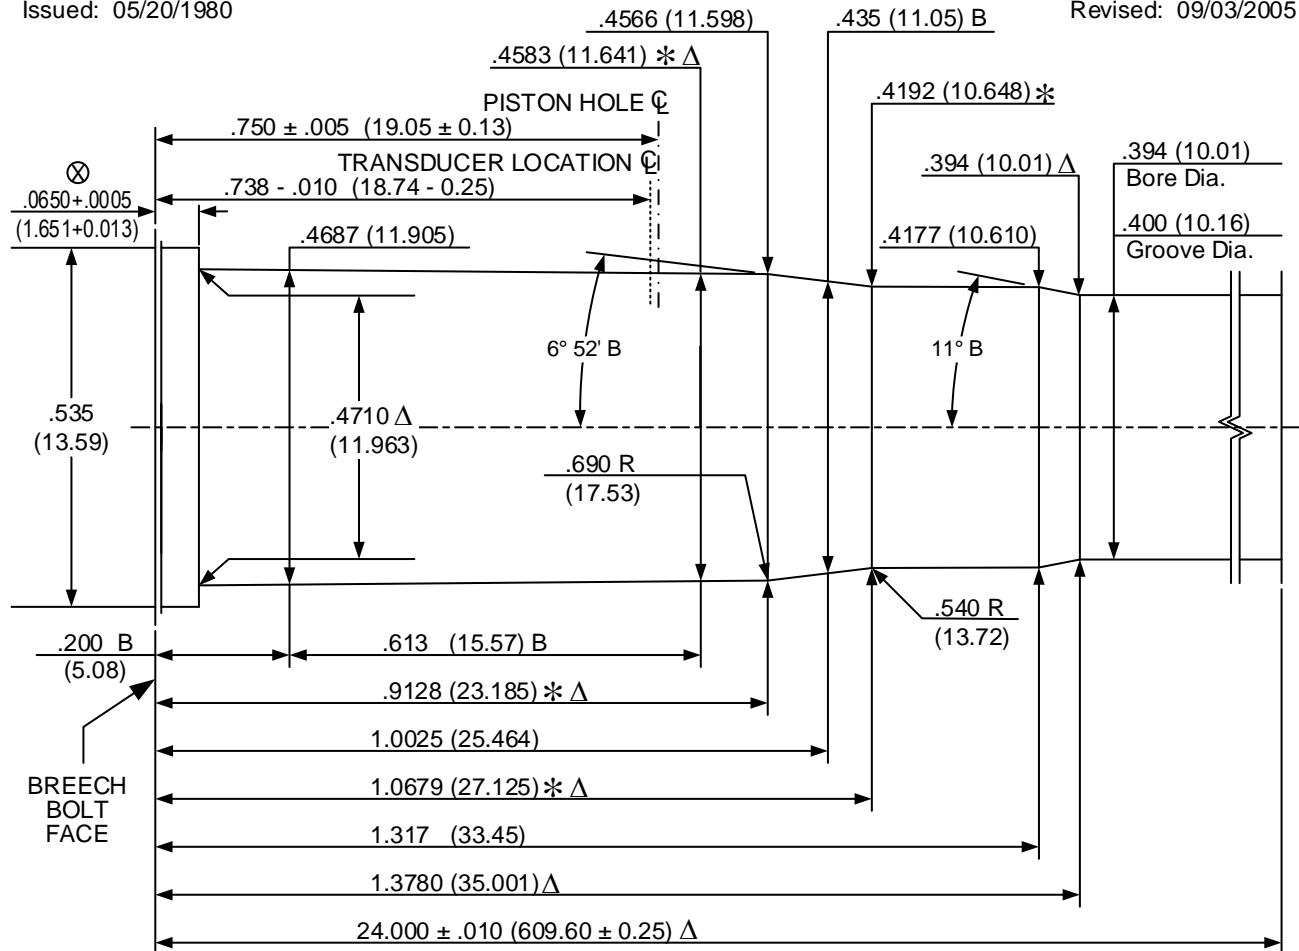 Issued: 05/20/1980
Revised: 09/03/2005
.4566 (11.598)
.435 (11.05) B
.4583 (11.641) ✻ Δ
.4192 (10.648) ✻
PISTON HOLE ℄
.750 ± .005 (19.05 ± 0.13)
TRANSDUCER LOCATION ℄
.738 - .010 (18.74 - 0.25)
.394 (10.01) Δ
.394 (10.01)
Bore Dia.
⊗
.0650+.0005
(1.651+0.013)
.4687 (11.905)
.4177 (10.610)
.400 (10.16)
Groove Dia.
6° 52' B
11° B
.535
(13.59)
.4710 Δ
(11.963)
.690 R
(17.53)
.540 R
(13.72)
.200 B
(5.08)
.613 (15.57) B
.9128 (23.185) ✻ Δ
1.0025 (25.464)
BREECH
BOLT
FACE
1.0679 (27.125) ✻ Δ
1.317 (33.45)
1.3780 (35.001) Δ
24.000 ± .010 (609.60 ± 0.25) Δ